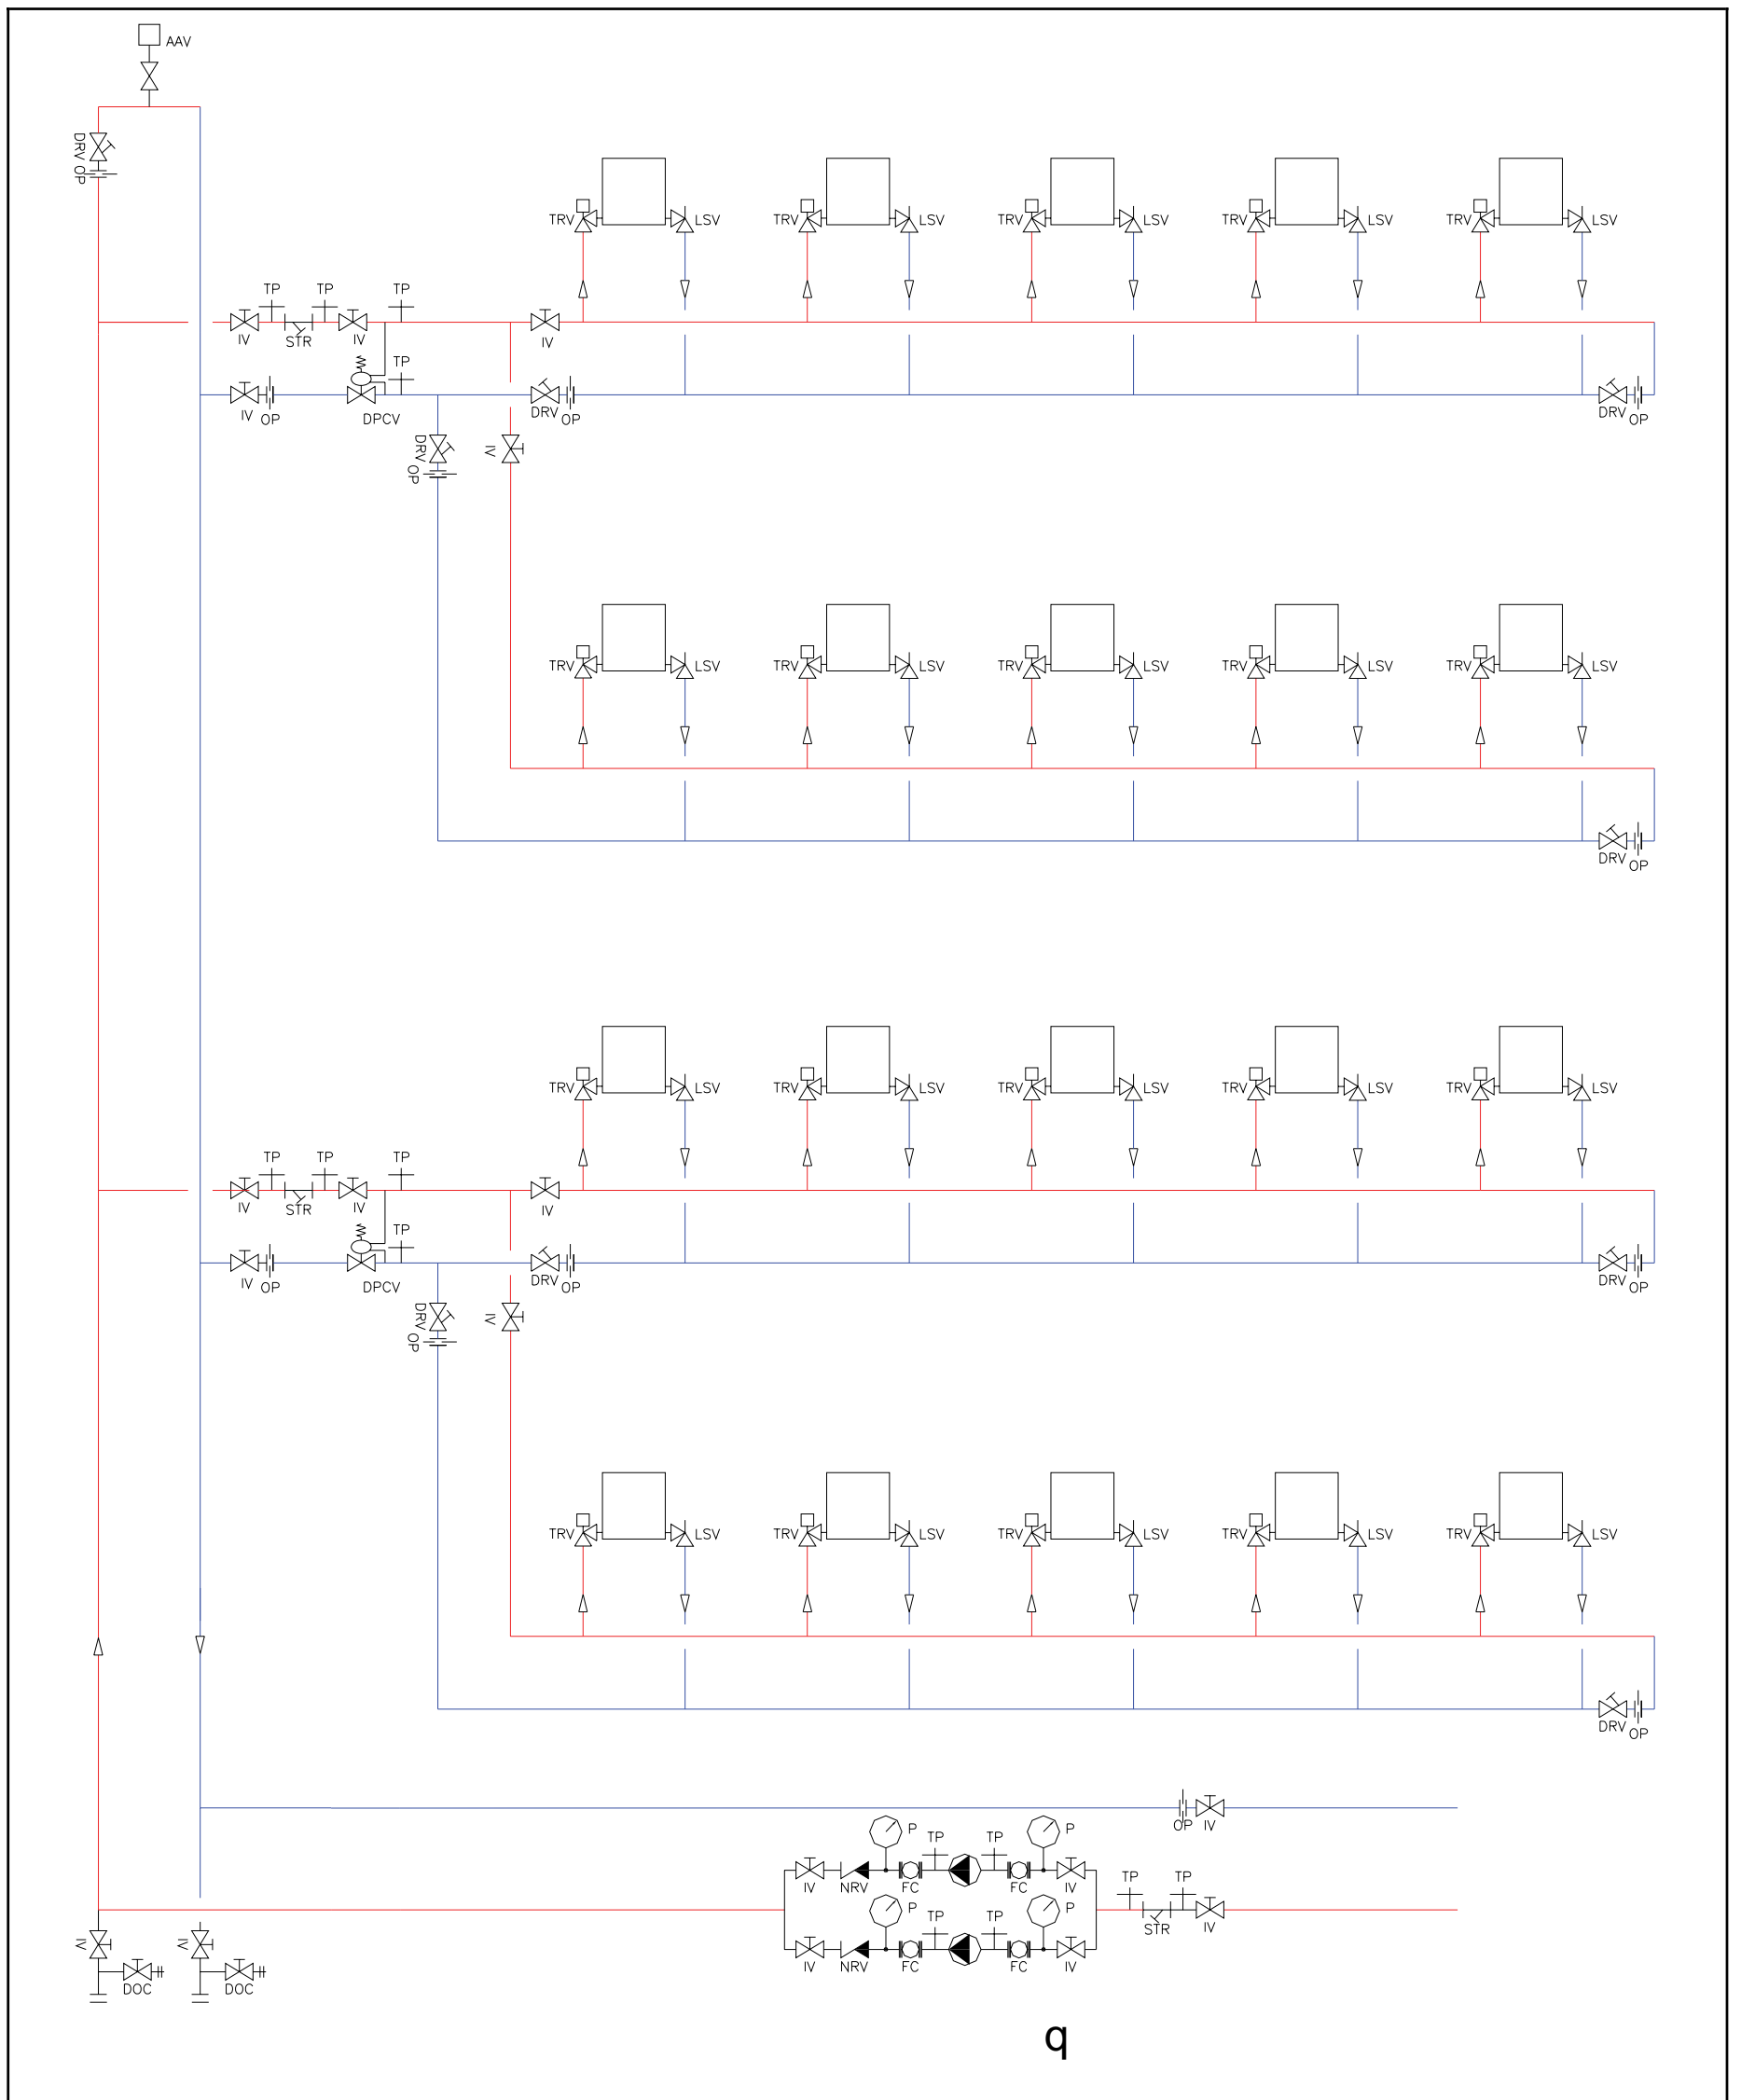 AAV
DRV OP
TRV LSV TRV LSV TRV LSV TRV LSV TRV LSV
TP TP TP
IV STR IV IV
TP
IV OP DPCV DRV OP DRV OP
DRV OP IV
TRV LSV TRV LSV TRV LSV TRV LSV TRV LSV
DRV OP
TRV LSV TRV LSV TRV LSV TRV LSV TRV LSV
TP TP TP
IV STR IV IV
TP
IV OP DPCV DRV OP DRV OP
DRV OP IV
TRV LSV TRV LSV TRV LSV TRV LSV TRV LSV
DRV OP
OP IV
P TP TP P
IV NRV FC FC IV
TP TP
P TP TP P
STR IV
IV IV
IV NRV FC FC IV
DOC DOC
q